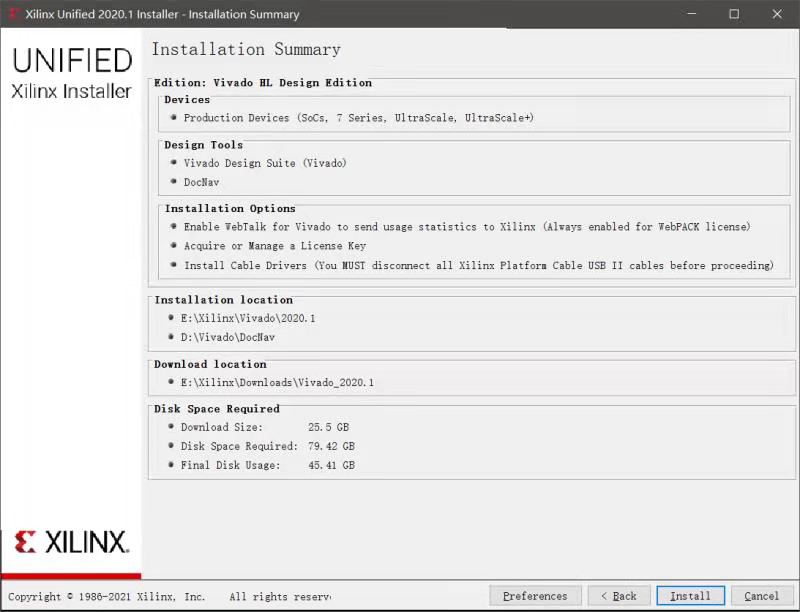 Xilinx Unified 2020.1 Installer - Installation Summary
UNIFIED
Xilinx Installer
Installation Summary
Edition: Vivado HL Design Edition
Devices
Production Devices (SoCs, 7 Series, UltraScale, UltraScale+)
Design Tools
Vivado Design Suite (Vivado)
DocNav
Installation Options
Enable WebTalk for Vivado to send usage statistics to Xilinx (Always enabled for WebPACK license)
Acquire or Manage a License Key
Install Cable Drivers (You MUST disconnect all Xilinx Platform Cable USB II cables before proceeding)
Installation location
E:\Xilinx\Vivado\2020.1
D:\Vivado\DocNav
Download location
E:\Xilinx\Downloads\Vivado_2020.1
Disk Space Required
Download Size: 25.5 GB
Disk Space Required: 79.42 GB
Final Disk Usage: 45.41 GB
XILINX.
Copyright © 1986-2021 Xilinx, Inc. All rights reserv
Preferences < Back Install Cancel